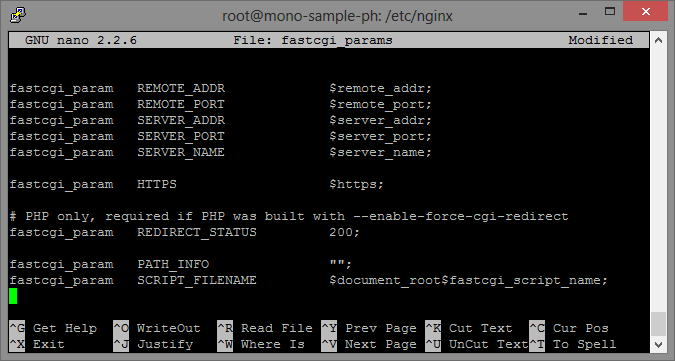 root@mono-sample-ph: /etc/nginx
GNU nano 2.2.6 File: fastcgi_params Modified
fastcgi_param REMOTE_ADDR $remote_addr;
fastcgi_param REMOTE_PORT $remote_port;
fastcgi_param SERVER_ADDR $server_addr;
fastcgi_param SERVER_PORT $server_port;
fastcgi_param SERVER_NAME $server_name;
fastcgi_param HTTPS $https;
# PHP only, required if PHP was built with --enable-force-cgi-redirect
fastcgi_param REDIRECT_STATUS 200;
fastcgi_param PATH_INFO "";
fastcgi_param SCRIPT_FILENAME $document_root$fastcgi_script_name;
^G Get Help ^O WriteOut ^R Read File ^Y Prev Page ^K Cut Text ^C Cur Pos
^X Exit ^J Justify ^W Where Is ^V Next Page ^U UnCut Text^T To Spell